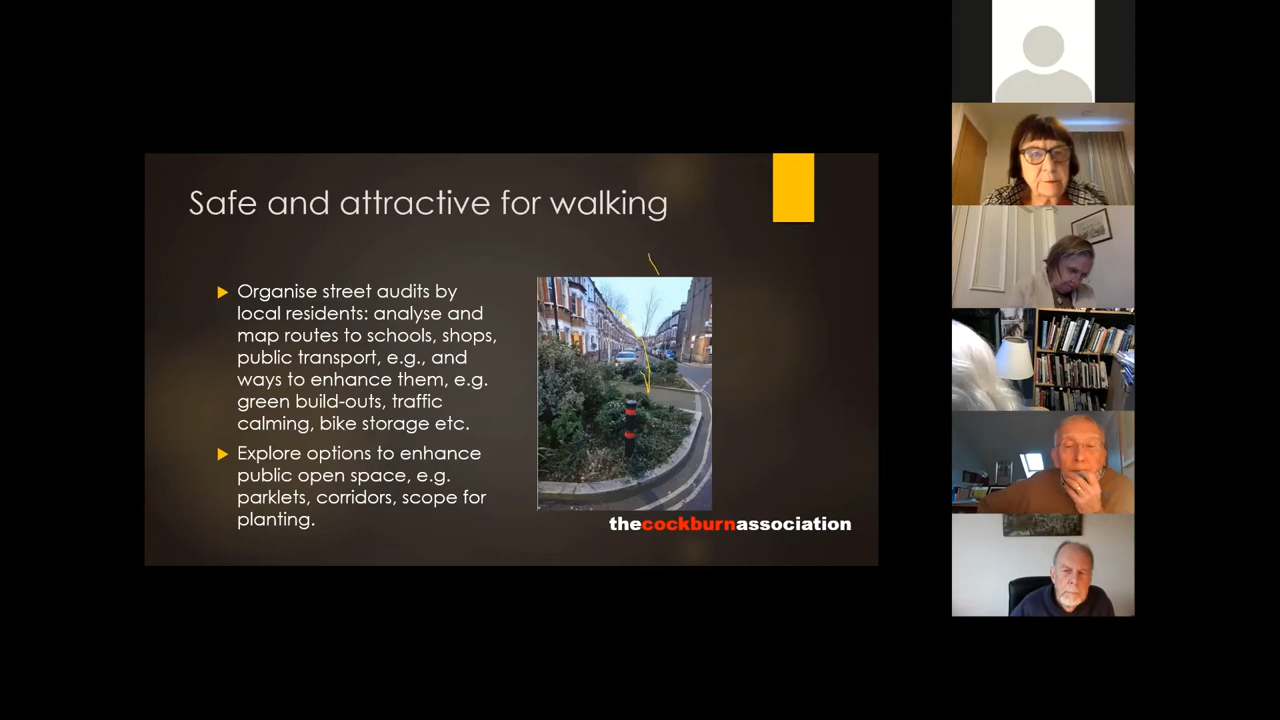 Safe and attractive for walking
Organise street audits by
local residents: analyse and
map routes to schools, shops,
public transport, e.g., and
ways to enhance them, e.g.
green build-outs, traffic
calming, bike storage etc.
Explore options to enhance
public open space, e.g.
parklets, corridors, scope for
planting.
thecockburnassociation